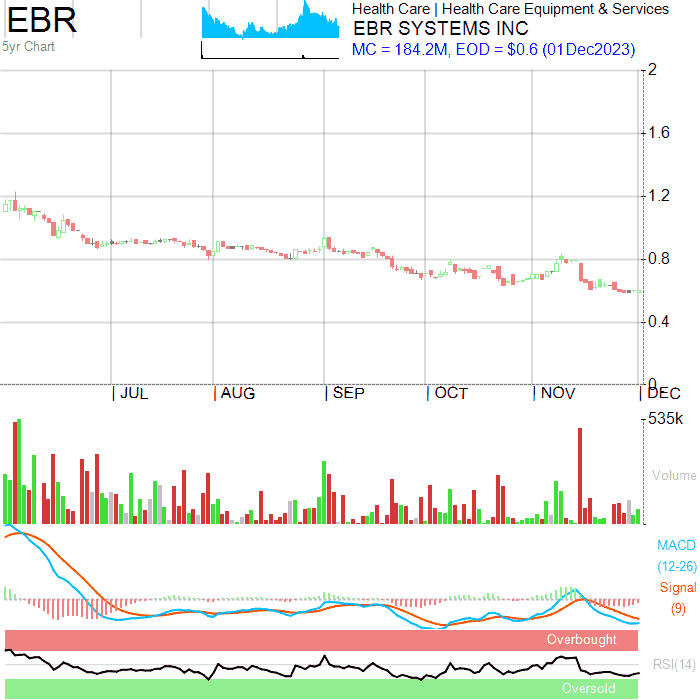 EBR
Health Care | Health Care Equipment & Services
EBR SYSTEMS INC
5yr Chart
MC = 184.2M, EOD = $0.6 (01Dec2023)
2
1.6
1.2
0.8
0.4
0
JUL AUG SEP OCT NOV DEC
535k
Volume
MACD
(12-26)
Signal
(9)
Overbought
RSI(14)
Oversold